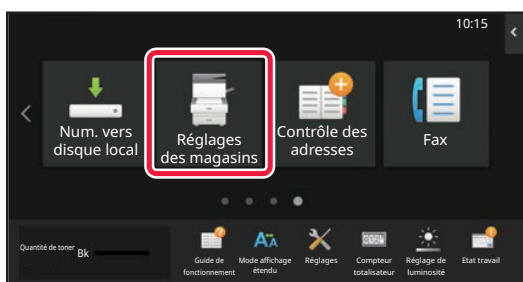 10:15
Num. vers
disque local
Réglages
des magasins
Contrôle des
adresses
Fax
Quantité de toner
Bk
Guide de
fonctionnement
Mode affichage
étendu
Réglages
Compteur
totalisateur
Réglage de
luminosité
Etat travail